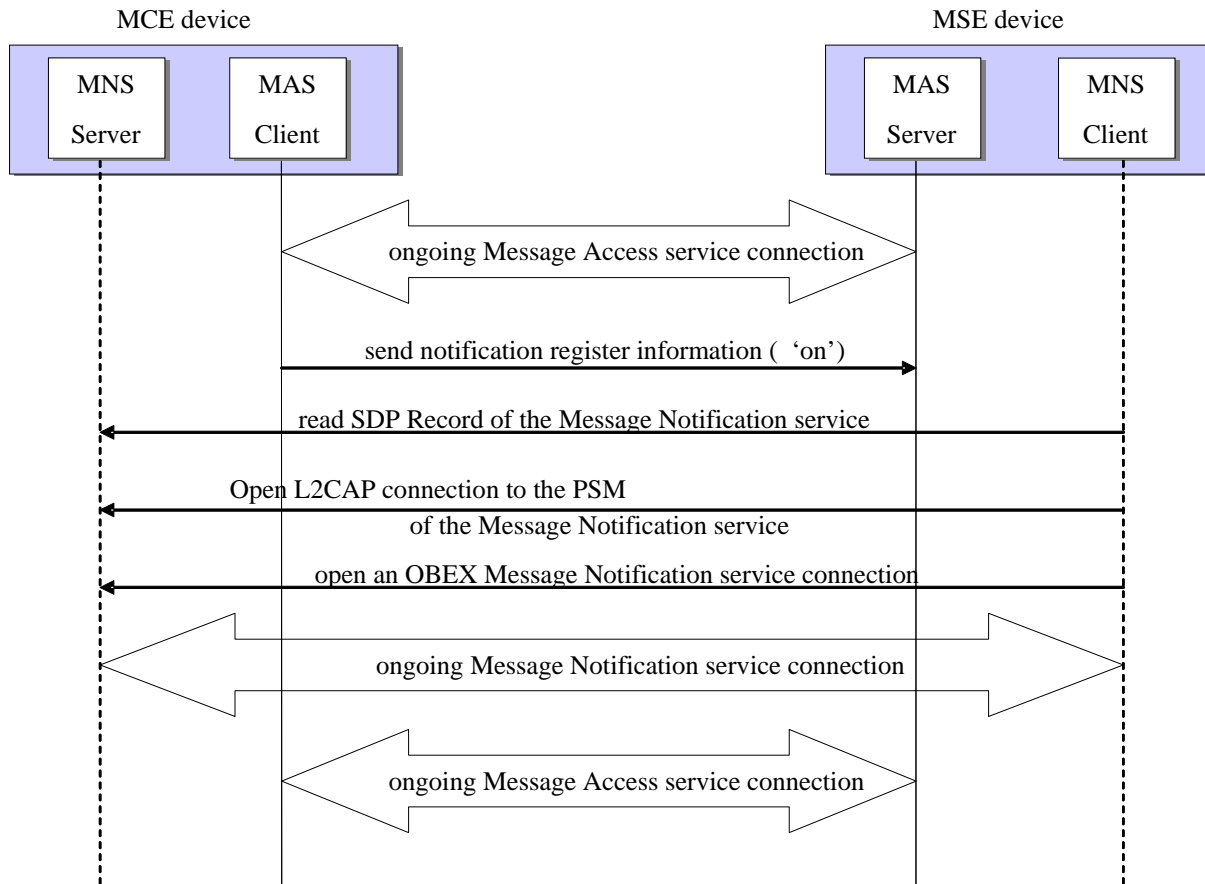 MCE device
MSE device
MNS
Server
MAS
Client
MAS
Server
MNS
Client
ongoing Message Access service connection
send notification register information ( ‘on’)
read SDP Record of the Message Notification service
Open L2CAP connection to the PSM
of the Message Notification service
open an OBEX Message Notification service connection
ongoing Message Notification service connection
ongoing Message Access service connection